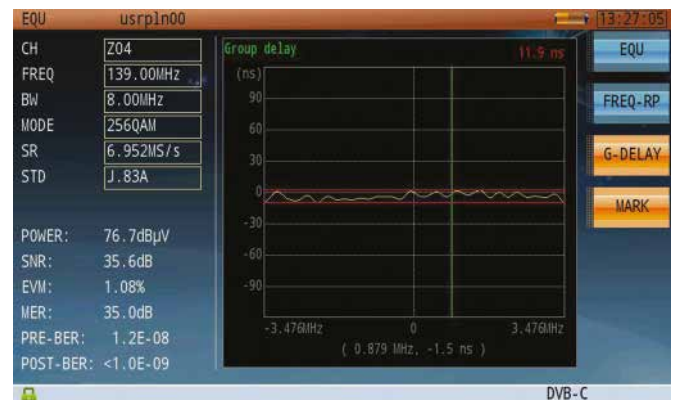 EQU usrpln00 13:27:05
CH Z04
FREQ 139.00MHz
BW 8.00MHz
MODE 256QAM
SR 6.952MS/s
STD J.83A
POWER: 76.7dBµV
SNR: 35.6dB
EVM: 1.08%
MER: 35.0dB
PRE-BER: 1.2E-08
POST-BER: <1.0E-09
Group delay 11.9 ns
(ns)
90
60
30
0
-30
-60
-90
-3.476MHz 0 3.476MHz
( 0.879 MHz, -1.5 ns )
EQU
FREQ-RP
G-DELAY
MARK
DVB-C